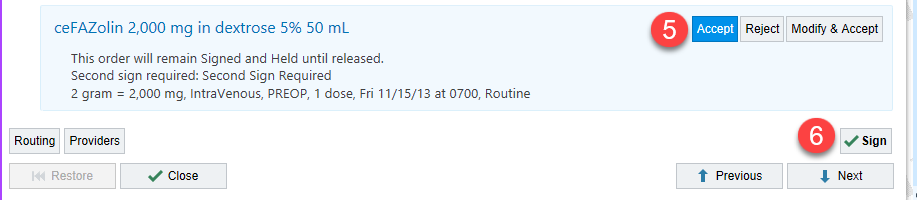 ceFAZolin 2,000 mg in dextrose 5% 50 mL
5
Accept
Reject
Modify & Accept
This order will remain Signed and Held until released.
Second sign required: Second Sign Required
2 gram = 2,000 mg, IntraVenous, PREOP, 1 dose, Fri 11/15/13 at 0700, Routine
Routing
Providers
6
Sign
Restore
Close
Previous
Next